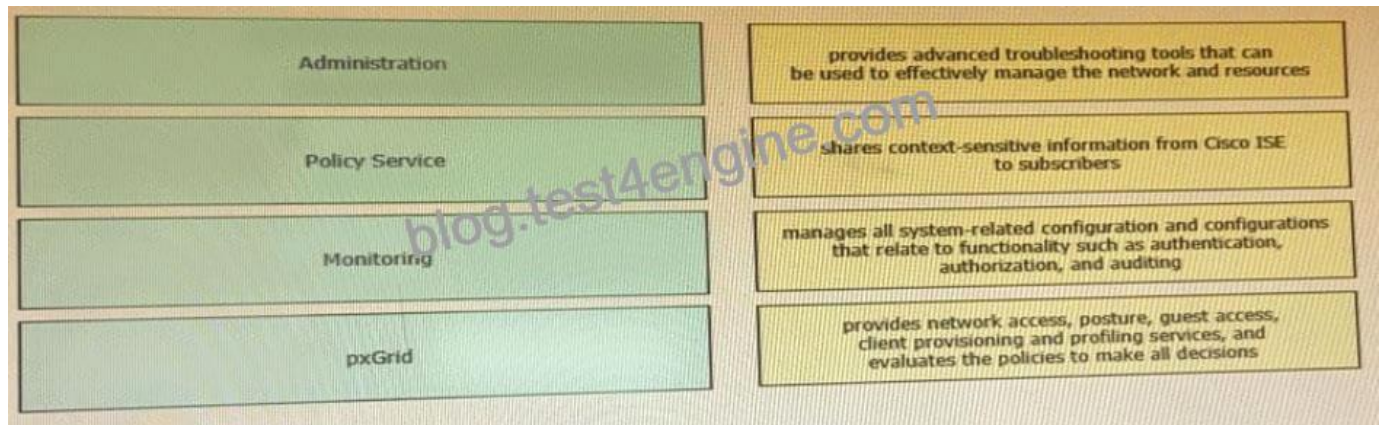 Administration
provides advanced troubleshooting tools that can
be used to effectively manage the network and resources
Policy Service
shares context-sensitive information from Cisco ISE
to subscribers
Monitoring
manages all system-related configuration and configurations
that relate to functionality such as authentication,
authorization, and auditing
pxGrid
provides network access, posture, guest access,
client provisioning and profiling services, and
evaluates the policies to make all decisions
blog.test4engine.com